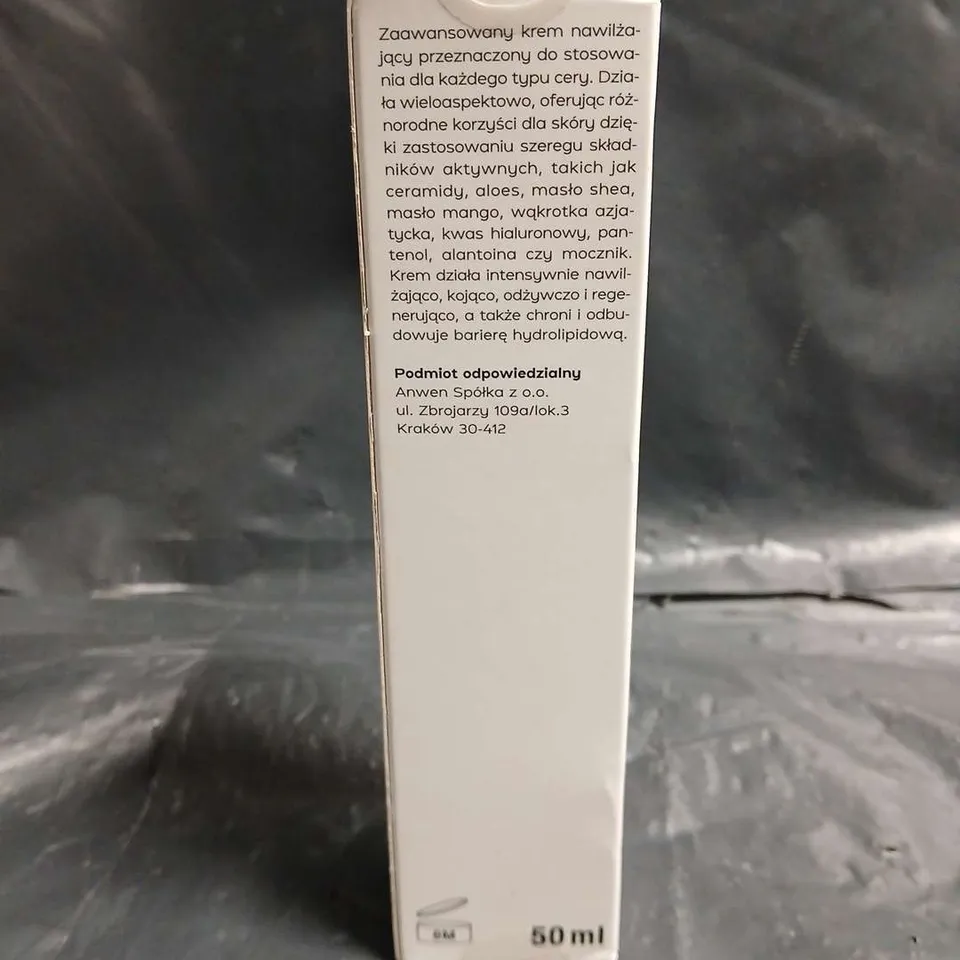 Zaawansowany krem nawilża-
jący przeznaczony do stosowa-
nia dla każdego typu cery. Dzia-
ła wieloaspektowo, oferując róż-
norodne korzyści dla skóry dzię-
ki zastosowaniu szeregu skład-
ników aktywnych, takich jak
ceramidy, aloes, masło shea,
masło mango, wąkrotka azja-
tycka, kwas hialuronowy, pan-
tenol, alantoina czy mocznik.
Krem działa intensywnie nawil-
żająco, kojąco, odżywczo i rege-
nerująco, a także chroni i odbu-
dowuje barierę hydrolipidową.
Podmiot odpowiedzialny
Anwen Spółka z o.o.
ul. Zbrojarzy 109a/lok.3
Kraków 30-412
50 ml